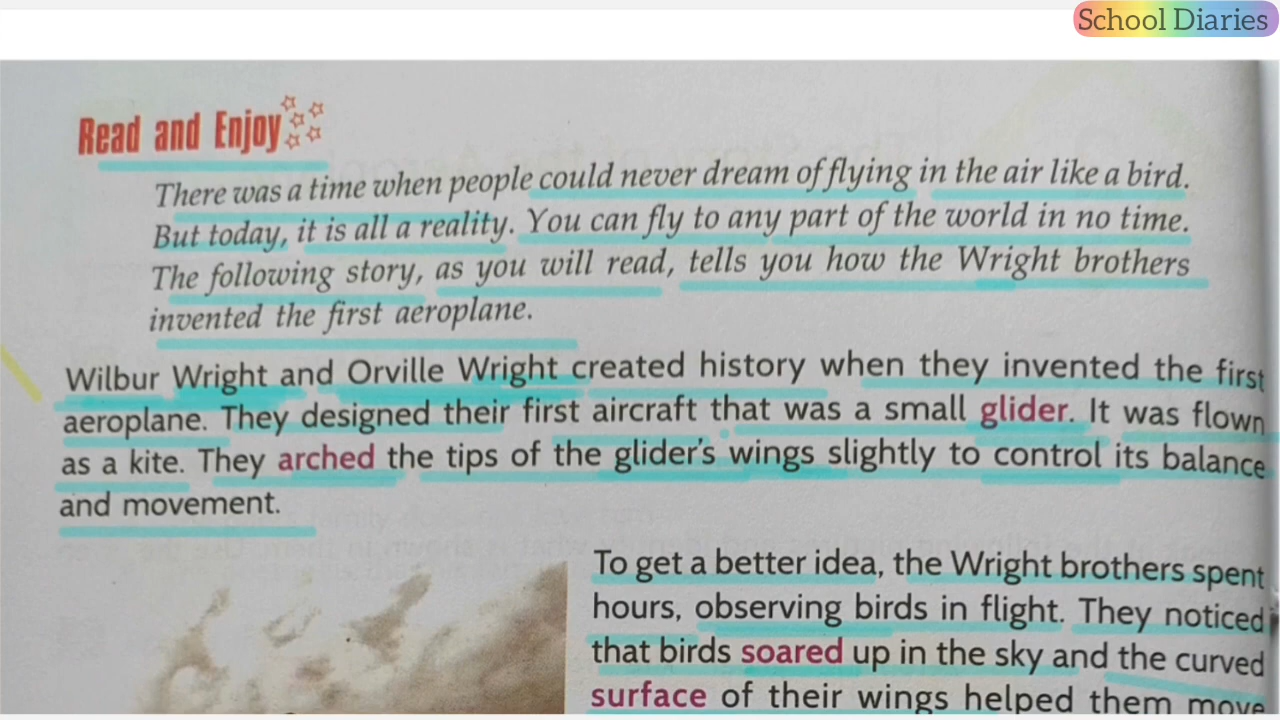 School Diaries
Read and Enjoy
There was a time when people could never dream of flying in the air like a bird.
But today, it is all a reality. You can fly to any part of the world in no time.
The following story, as you will read, tells you how the Wright brothers
invented the first aeroplane.
Wilbur Wright and Orville Wright created history when they invented the first
aeroplane. They designed their first aircraft that was a small glider. It was flown
as a kite. They arched the tips of the glider's wings slightly to control its balance
and movement.
To get a better idea, the Wright brothers spent
hours, observing birds in flight. They noticed
that birds soared up in the sky and the curved
surface of their wings helped them move